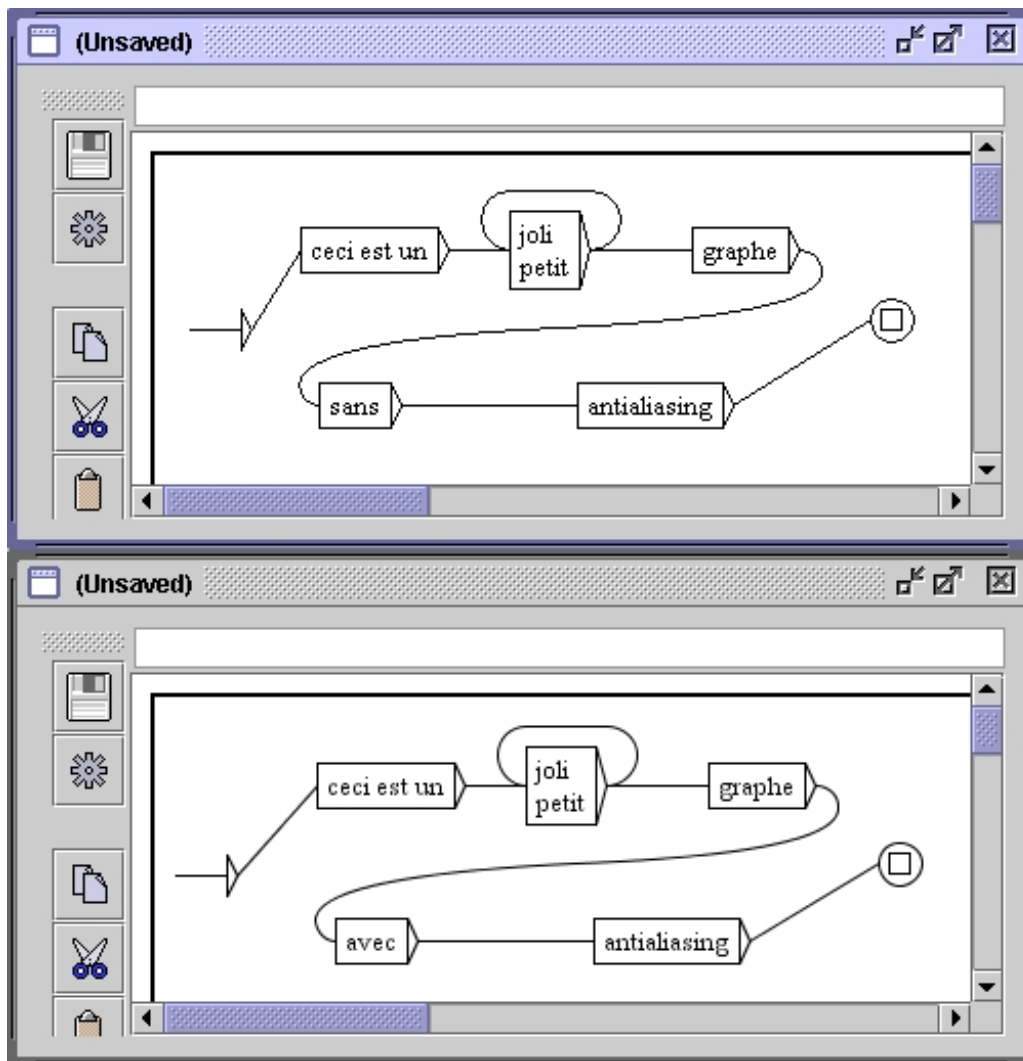 (Unsaved)
ceci est un
joli
petit
graphe
sans
antialiasing
(Unsaved)
ceci est un
joli
petit
graphe
avec
antialiasing